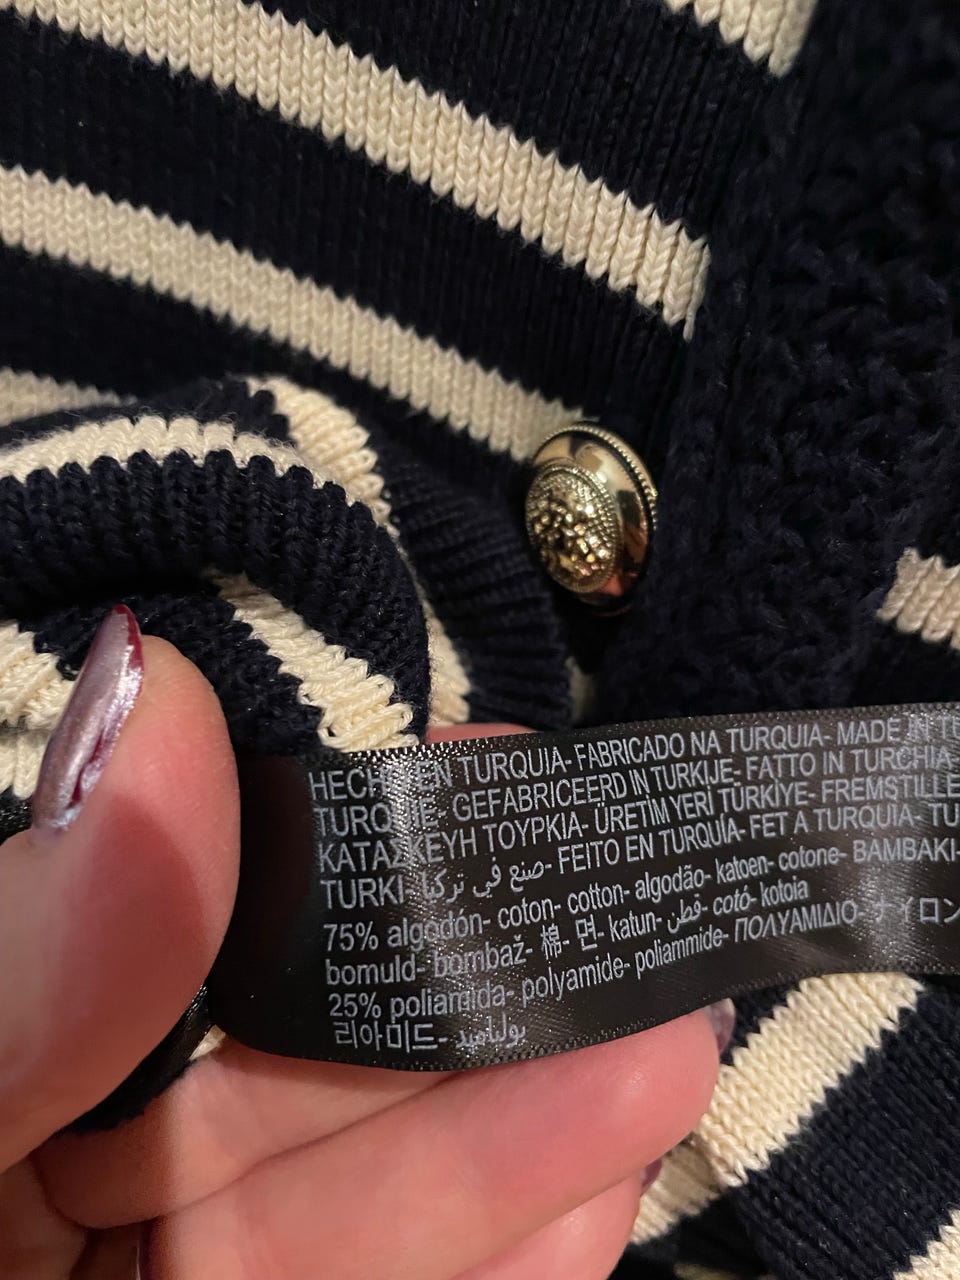 HECHO EN TURQUIA- FABRICADO NA TURQUIA- MADE IN
TURQUIE- GEFABRICEERD IN TURKIJE- FATTO IN TURCHIA-
ΚΑΤΑΣΚΕΥΗ ΤΟΥΡΚΙΑ- ÜRETİM YERİ TÜRKİYE- FREMSTILLE
TURKI- صنع في تركيا- FEITO EN TURQUÍA- FET A TURQUIA- TU
75% algodón- coton- cotton- algodão- katoen- cotone- BAMBAKI-
bomuld- bombaž- 棉- 면- katun- قطن- cotó- kotoia
25% poliamida- polyamide- poliammide- ΠΟΛΥΑΜΙΔΙΟ- ナイロン
리아미드- بولياميد